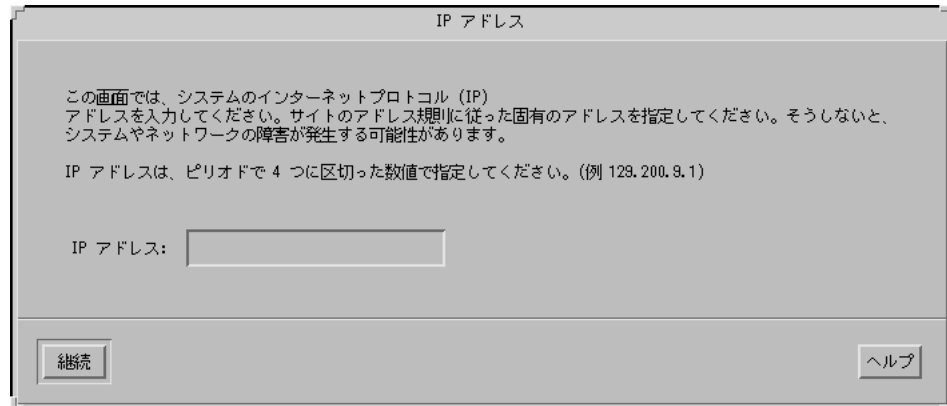 IP アドレス
この画面では、システムのインターネットプロトコル (IP)
アドレスを入力してください。サイトのアドレス規則に従った固有のアドレスを指定してください。そうしないと、
システムやネットワークの障害が発生する可能性があります。
IP アドレスは、ピリオドで 4 つに区切った数値で指定してください。(例 129.200.9.1)
IP アドレス:
継続
ヘルプ